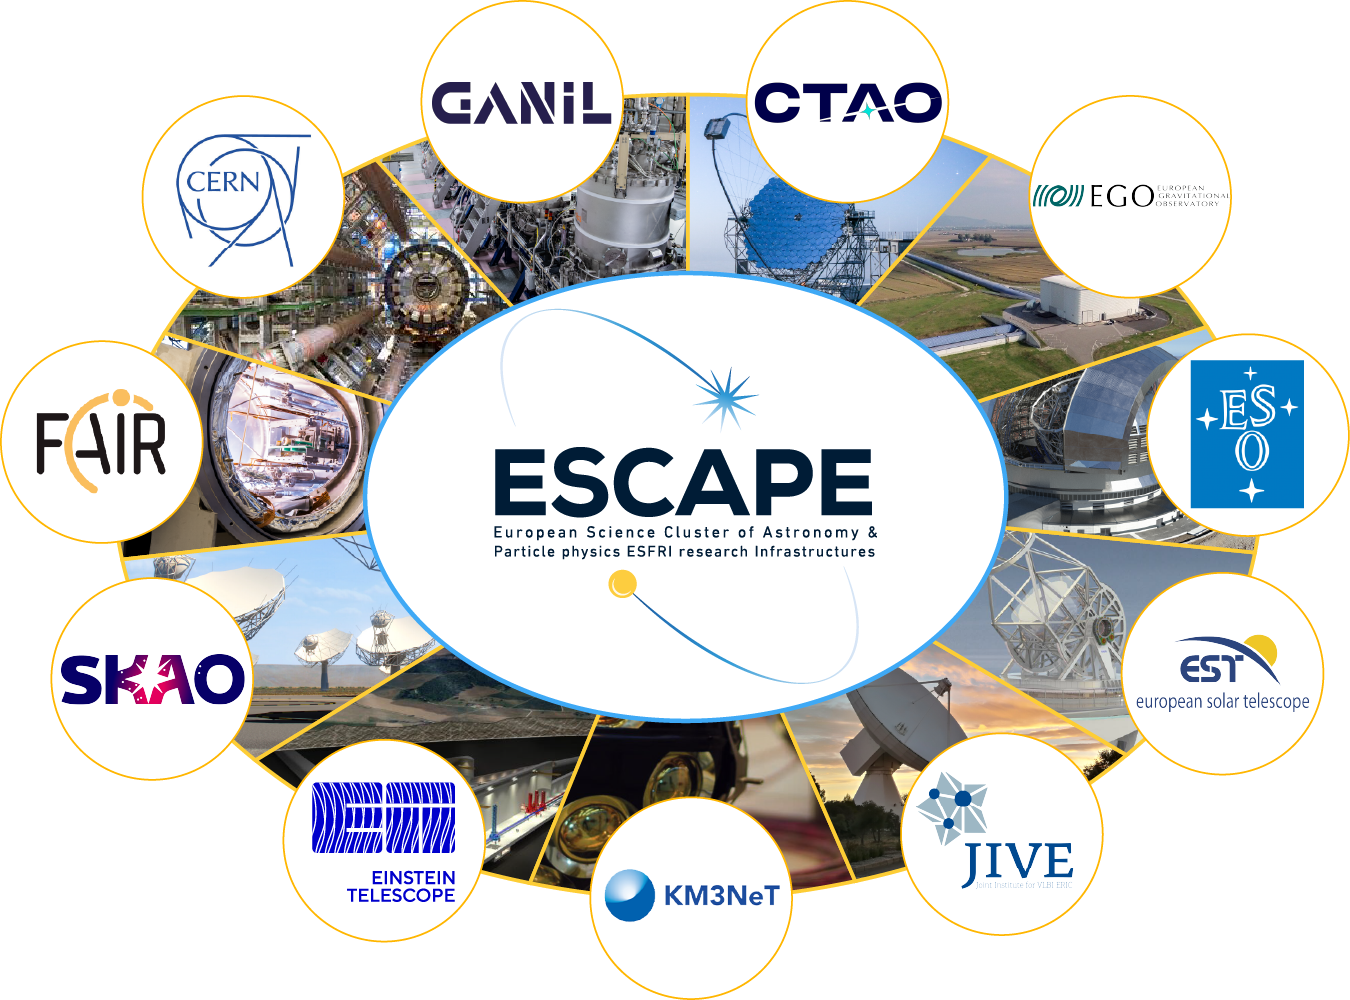 GANIL
CTAO
CERN
EGO
EUROPEAN
GRAVITATIONAL
OBSERVATORY
FAIR
ESO
ESCAPE
European Science Cluster of Astronomy &
Particle physics ESFRI research Infrastructures
SKAO
EST
european solar telescope
ET
EINSTEIN
TELESCOPE
KM3NeT
JIVE
Joint Institute for VLBI ERIC